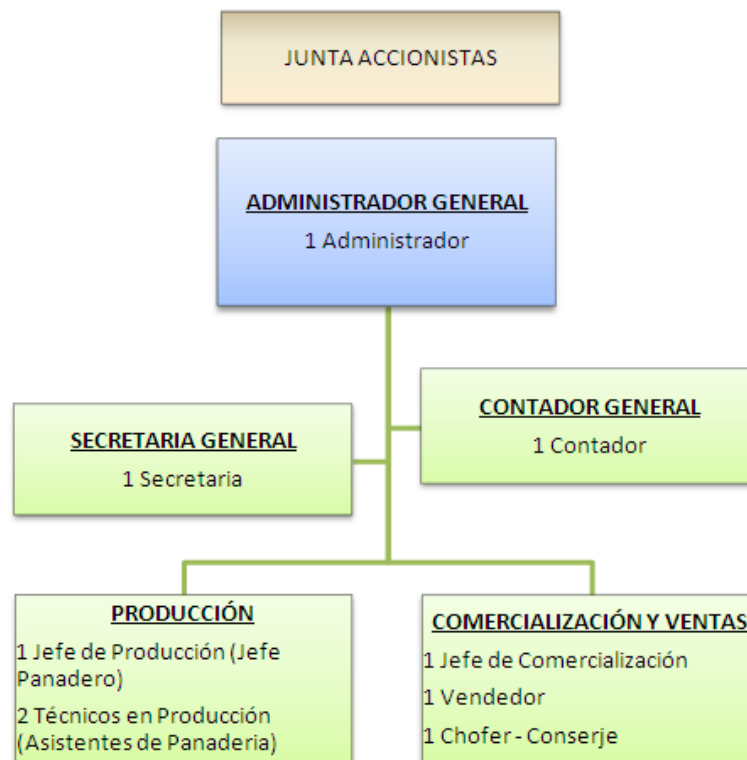 JUNTA ACCIONISTAS
ADMINISTRADOR GENERAL
1 Administrador
CONTADOR GENERAL
1 Contador
SECRETARIA GENERAL
1 Secretaria
PRODUCCIÓN
1 Jefe de Producción (Jefe
Panadero)
2 Técnicos en Producción
(Asistentes de Panaderia)
COMERCIALIZACIÓN Y VENTAS
1 Jefe de Comercialización
1 Vendedor
1 Chofer - Conserje